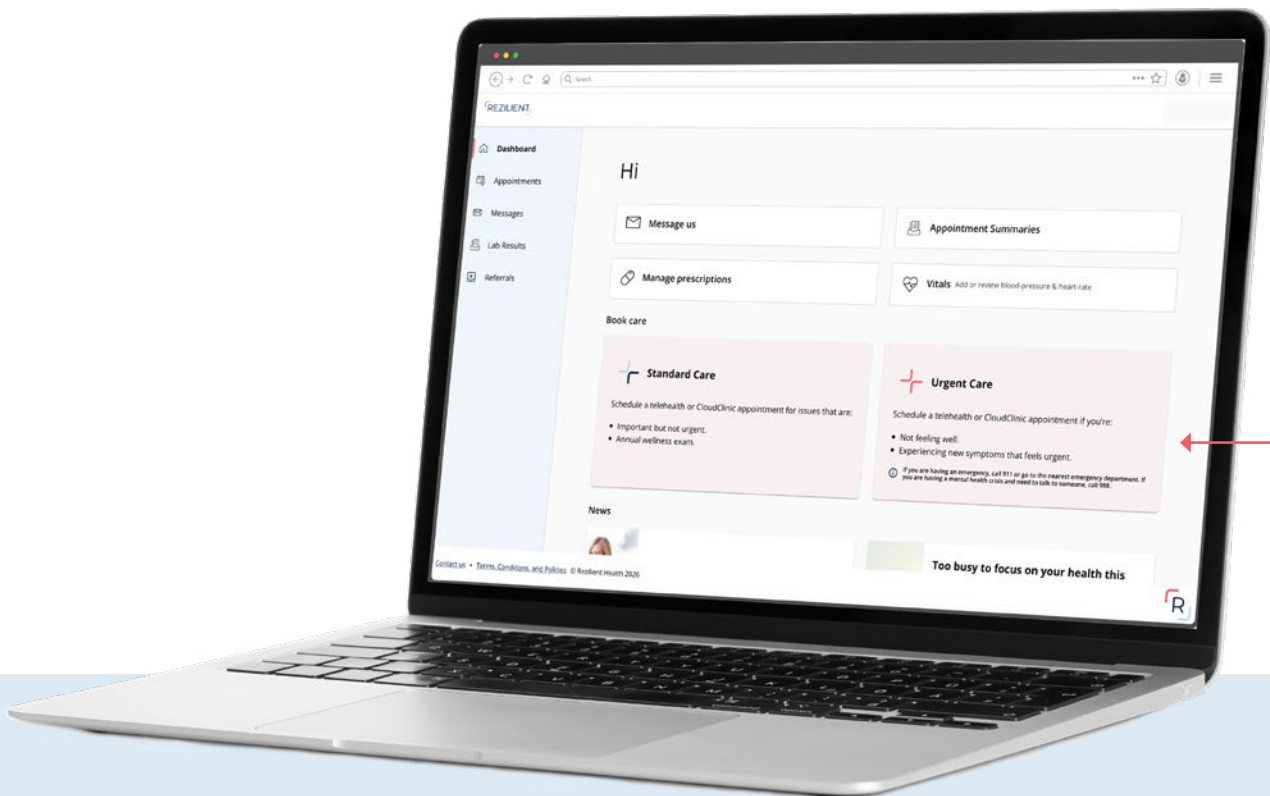 Search
REZILIENT
Dashboard
Appointments
Messages
Lab Results
Referrals
Hi
Message us
Appointment Summaries
Manage prescriptions
Vitals Add or review blood-pressure & heart-rate
Book care
Standard Care
Schedule a telehealth or CloudClinic appointment for issues that are:
• Important but not urgent.
• Annual wellness exam.
Urgent Care
Schedule a telehealth or CloudClinic appointment if you're:
• Not feeling well.
• Experiencing new symptoms that feels urgent.
If you are having an emergency, call 911 or go to the nearest emergency department. If
you are having a mental health crisis and need to talk to someone, call 988.
News
Too busy to focus on your health this
Contact us • Terms, Conditions, and Policies © Rezilient Health 2026
R